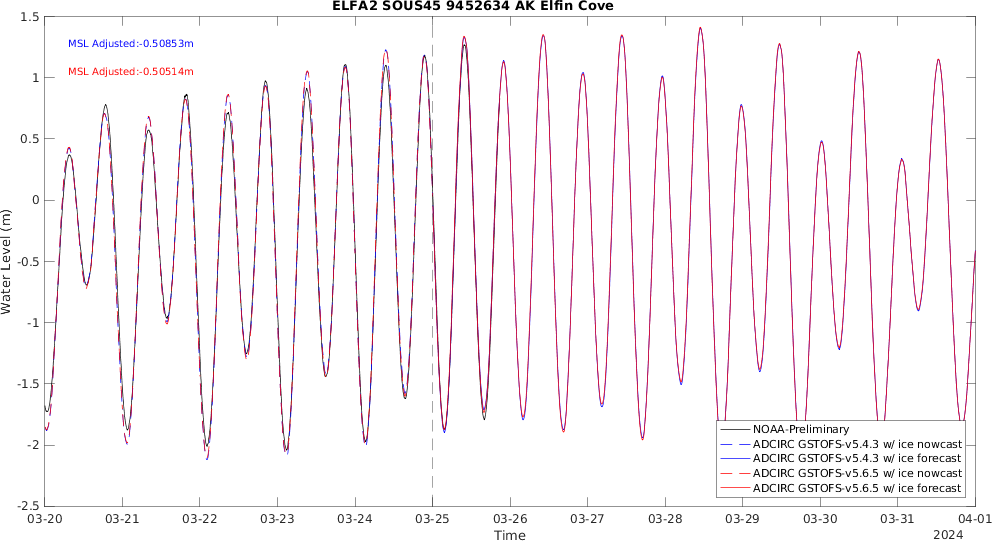 ELFA2 SOUS45 9452634 AK Elfin Cove
MSL Adjusted:-0.50853m
MSL Adjusted:-0.50514m
Water Level (m)
1.5
1
0.5
0
-0.5
-1
-1.5
-2
-2.5
NOAA-Preliminary
ADCIRC GSTOFS-v5.4.3 w/ ice nowcast
ADCIRC GSTOFS-v5.4.3 w/ ice forecast
ADCIRC GSTOFS-v5.6.5 w/ ice nowcast
ADCIRC GSTOFS-v5.6.5 w/ ice forecast
03-20 03-21 03-22 03-23 03-24 03-25 03-26 03-27 03-28 03-29 03-30 03-31 04-01
Time
2024